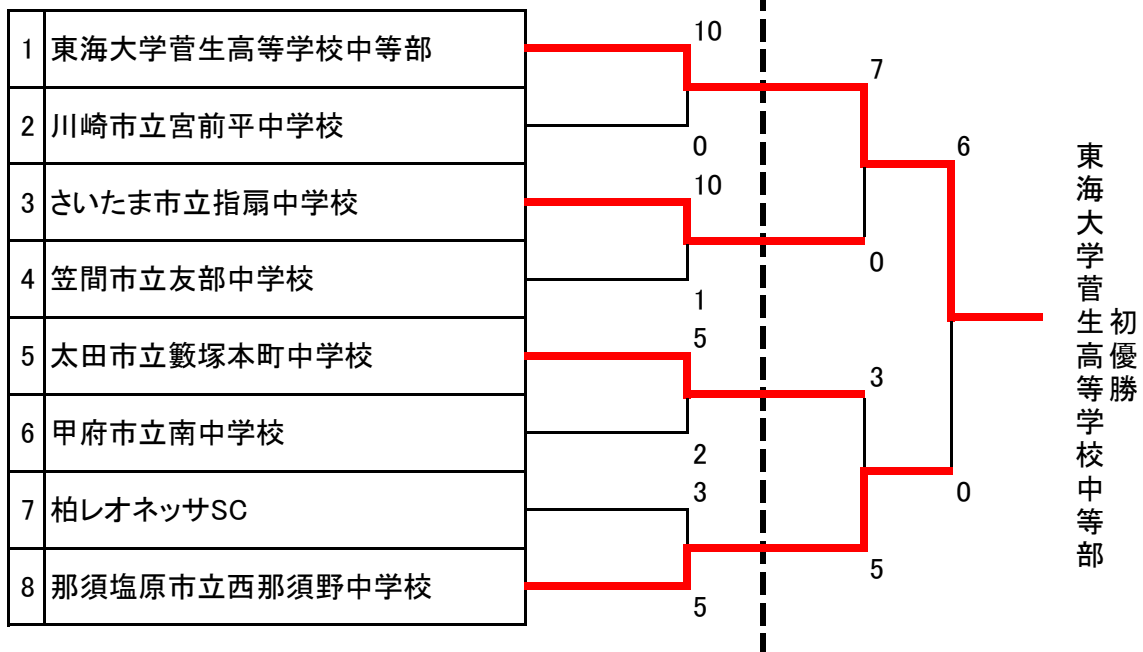 1 東海大学菅生高等学校中等部
2 川崎市立宮前平中学校
3 さいたま市立指扇中学校
4 笠間市立友部中学校
5 太田市立籔塚本町中学校
6 甲府市立南中学校
7 柏レオネッサSC
8 那須塩原市立西那須野中学校
10
0
10
1
5
2
3
5
7
0
3
5
6
0
東海大学菅生高等学校中等部
初優勝